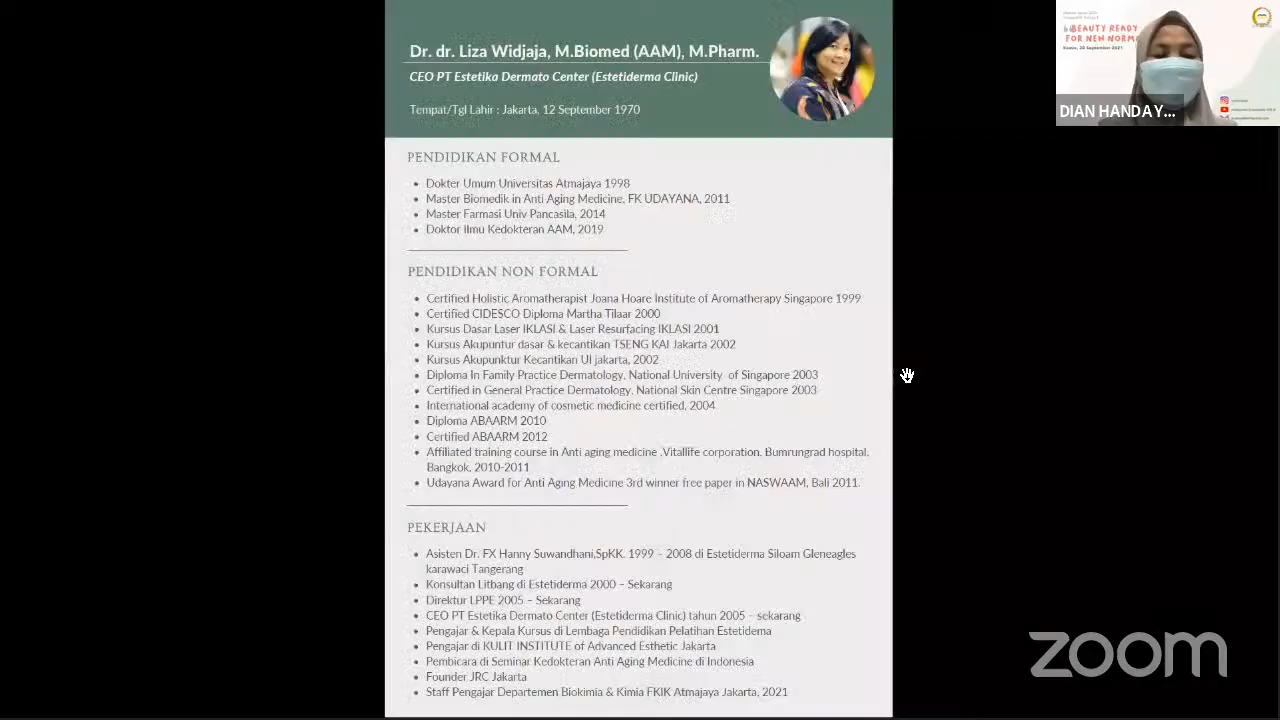 Dr. dr. Liza Widjaja, M.Biomed (AAM), M.Pharm.
CEO PT Estetika Dermato Center (Estetiderma Clinic)
Tempat/Tgl Lahir : Jakarta, 12 September 1970
PENDIDIKAN FORMAL
• Dokter Umum Universitas Atmajaya 1998
• Master Biomedik in Anti Aging Medicine, FK UDAYANA, 2011
• Master Farmasi Univ Pancasila, 2014
• Doktor Ilmu Kedokteran AAM, 2019
PENDIDIKAN NON FORMAL
• Certified Holistic Aromatherapist Joana Hoare Institute of Aromatherapy Singapore 1999
• Certified CIDESCO Diploma Martha Tilaar 2000
• Kursus Dasar Laser IKLASI & Laser Resurfacing IKLASI 2001
• Kursus Akupuntur dasar & kecantikan TSENG KAI Jakarta 2002
• Kursus Akupunktur Kecantikan UI jakarta, 2002
• Diploma In Family Practice Dermatology, National University of Singapore 2003
• Certified in General Practice Dermatology, National Skin Centre Singapore 2003
• International academy of cosmetic medicine certified, 2004
• Diploma ABAARM 2010
• Certified ABAARM 2012
• Affiliated training course in Anti aging medicine ,Vitallife corporation, Bumrungrad hospital,
Bangkok, 2010-2011
• Udayana Award for Anti Aging Medicine 3rd winner free paper in NASWAAM, Bali 2011.
PEKERJAAN
• Asisten Dr. FX Hanny Suwandhani,SpKK. 1999 – 2008 di Estetiderma Siloam Gleneagles
karawaci Tangerang
• Konsultan Litbang di Estetiderma 2000 – Sekarang
• Direktur LPPE 2005 – Sekarang
• CEO PT Estetika Dermato Center (Estetiderma Clinic) tahun 2005 – sekarang
• Pengajar & Kepala Kursus di Lembaga Pendidikan Pelatihan Estetidema
• Pengajar di KULIT INSTITUTE of Advanced Esthetic Jakarta
• Pembicara di Seminar Kedokteran Anti Aging Medicine di Indonesia
• Founder JRC Jakarta
• Staff Pengajar Departemen Biokimia & Kimia FKIK Atmajaya Jakarta, 2021
BEAUTY READY
FOR NEW NORM
20 September 2021
DIAN HANDAY...
zoom